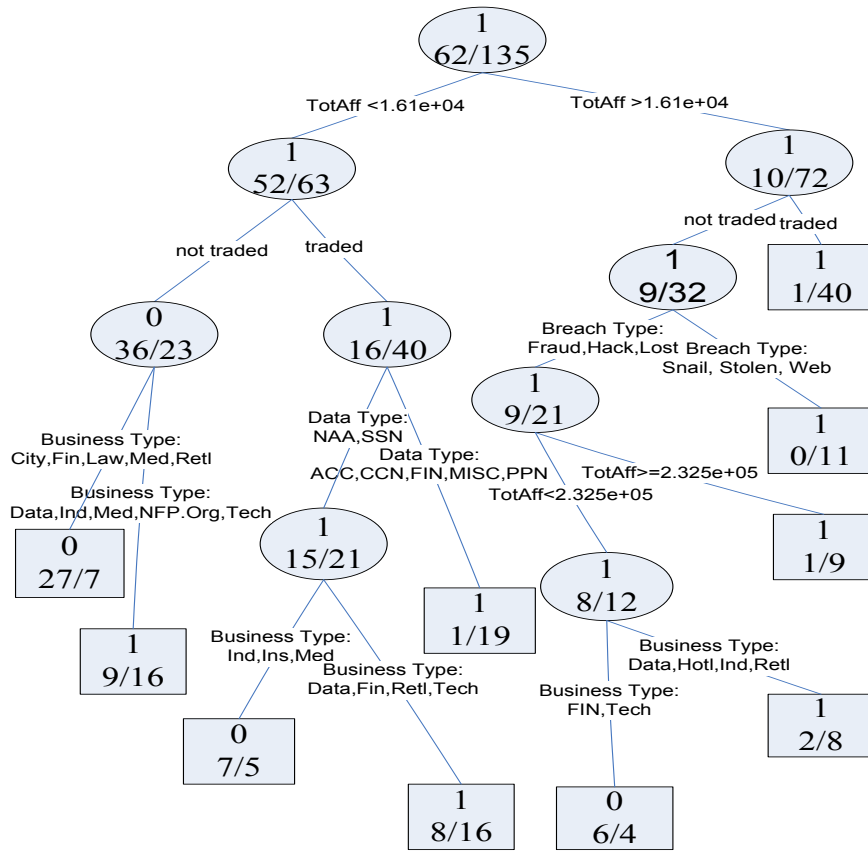 1
62/135
TotAff <1.61e+04
TotAff >1.61e+04
1
52/63
1
10/72
not traded
traded
not traded
traded
0
36/23
1
16/40
1
9/32
1
1/40
Breach Type:
Fraud,Hack,Lost
Breach Type:
Snail, Stolen, Web
1
9/21
1
0/11
Business Type:
City,Fin,Law,Med,Retl
Business Type:
Data,Ind,Med,NFP.Org,Tech
Data Type:
NAA,SSN
Data Type:
ACC,CCN,FIN,MISC,PPN
TotAff<2.325e+05
TotAff>=2.325e+05
0
27/7
1
9/16
1
15/21
1
1/19
1
8/12
1
1/9
Business Type:
Ind,Ins,Med
Business Type:
Data,Fin,Retl,Tech
Business Type:
FIN,Tech
Business Type:
Data,Hotl,Ind,Retl
0
7/5
1
8/16
0
6/4
1
2/8